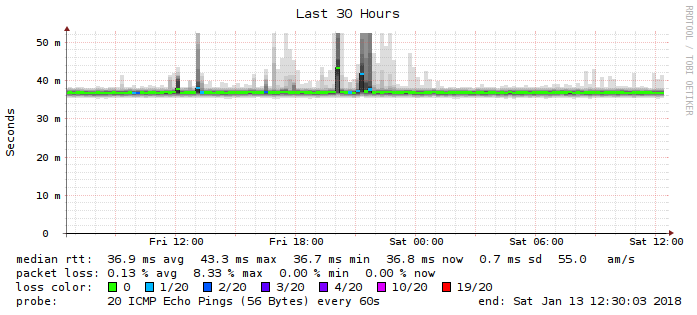 Last 30 Hours
RRDTOOL / TOBI OETIKER
Seconds
50 m
40 m
30 m
20 m
10 m
0
Fri 12:00 Fri 18:00 Sat 00:00 Sat 06:00 Sat 12:00
median rtt: 36.9 ms avg 43.3 ms max 36.7 ms min 36.8 ms now 0.7 ms sd 55.0 am/s
packet loss: 0.13 % avg 8.33 % max 0.00 % min 0.00 % now
loss color: 0 1/20 2/20 3/20 4/20 10/20 19/20
probe: 20 ICMP Echo Pings (56 Bytes) every 60s end: Sat Jan 13 12:30:03 2018